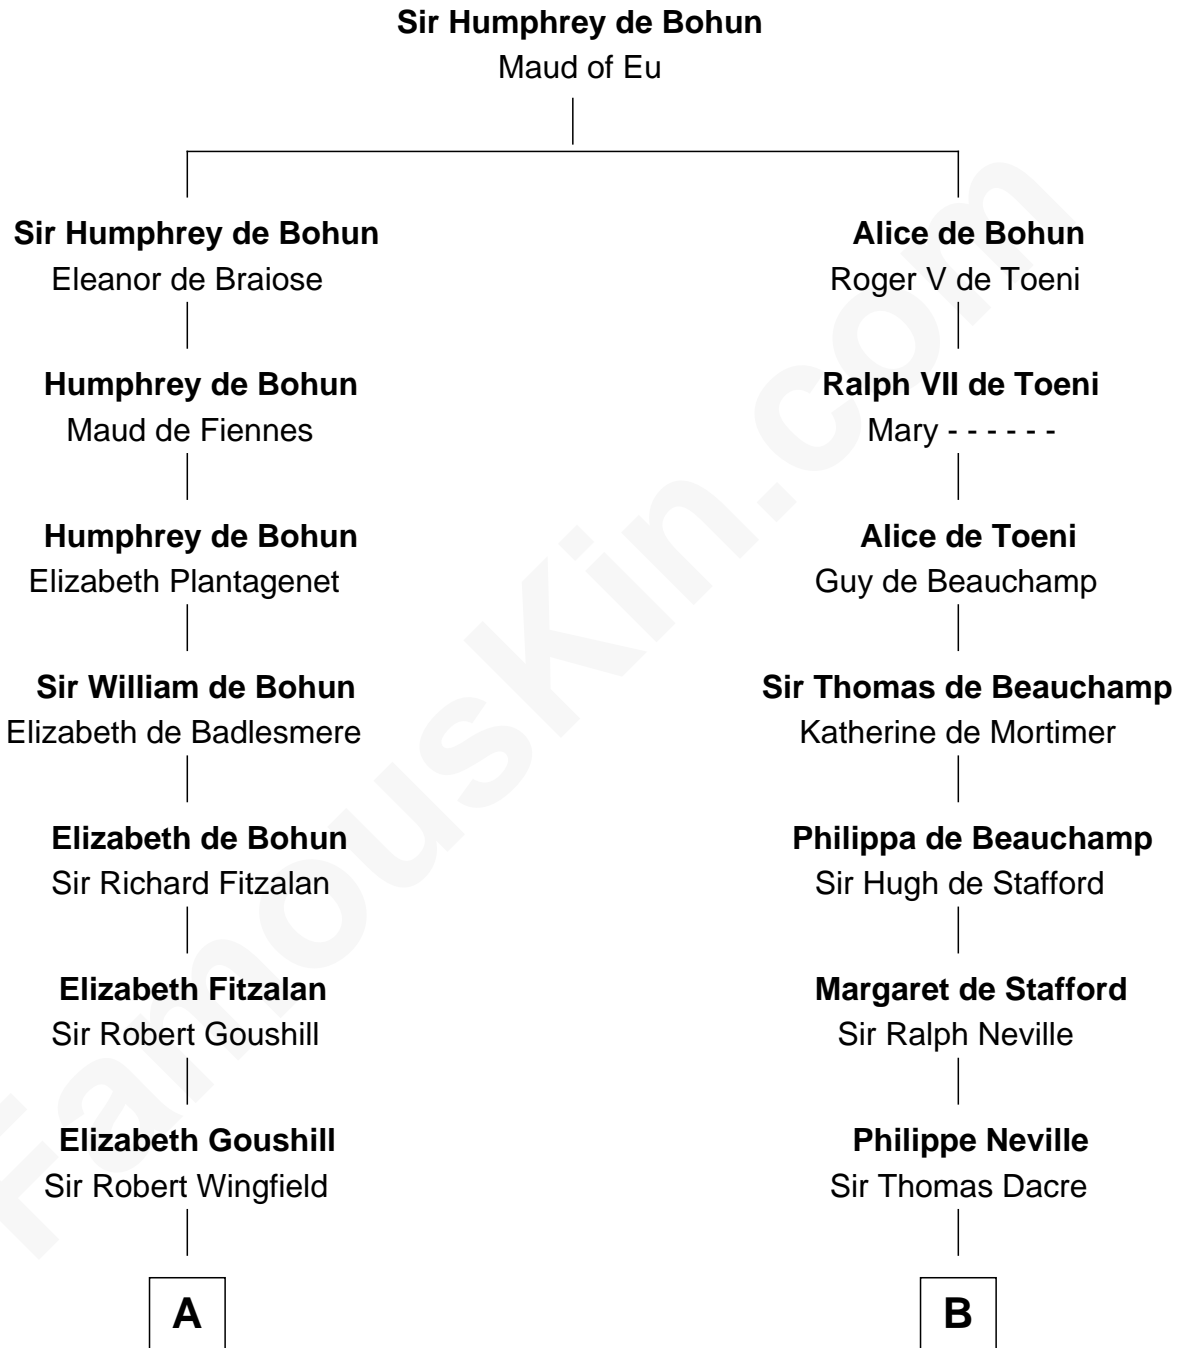 Sir Humphrey de Bohun
Maud of Eu
Sir Humphrey de Bohun
Eleanor de Braiose
Alice de Bohun
Roger V de Toeni
Humphrey de Bohun
Maud de Fiennes
Ralph VII de Toeni
Mary - - - - - -
Humphrey de Bohun
Elizabeth Plantagenet
Alice de Toeni
Guy de Beauchamp
Sir William de Bohun
Elizabeth de Badlesmere
Sir Thomas de Beauchamp
Katherine de Mortimer
Elizabeth de Bohun
Sir Richard Fitzalan
Philippa de Beauchamp
Sir Hugh de Stafford
Elizabeth Fitzalan
Sir Robert Goushill
Margaret de Stafford
Sir Ralph Neville
Elizabeth Goushill
Sir Robert Wingfield
Philippe Neville
Sir Thomas Dacre
A
B
FamousKin.com